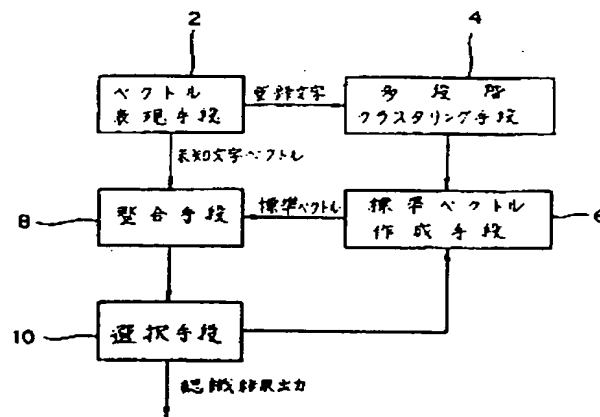 2
4
ベクトル
表現手段
登録文字
多段階
クラスタリング手段
未知文字ベクトル
8
整合手段
標準ベクトル
標準ベクトル
作成手段
6
10
選択手段
認識結果出力